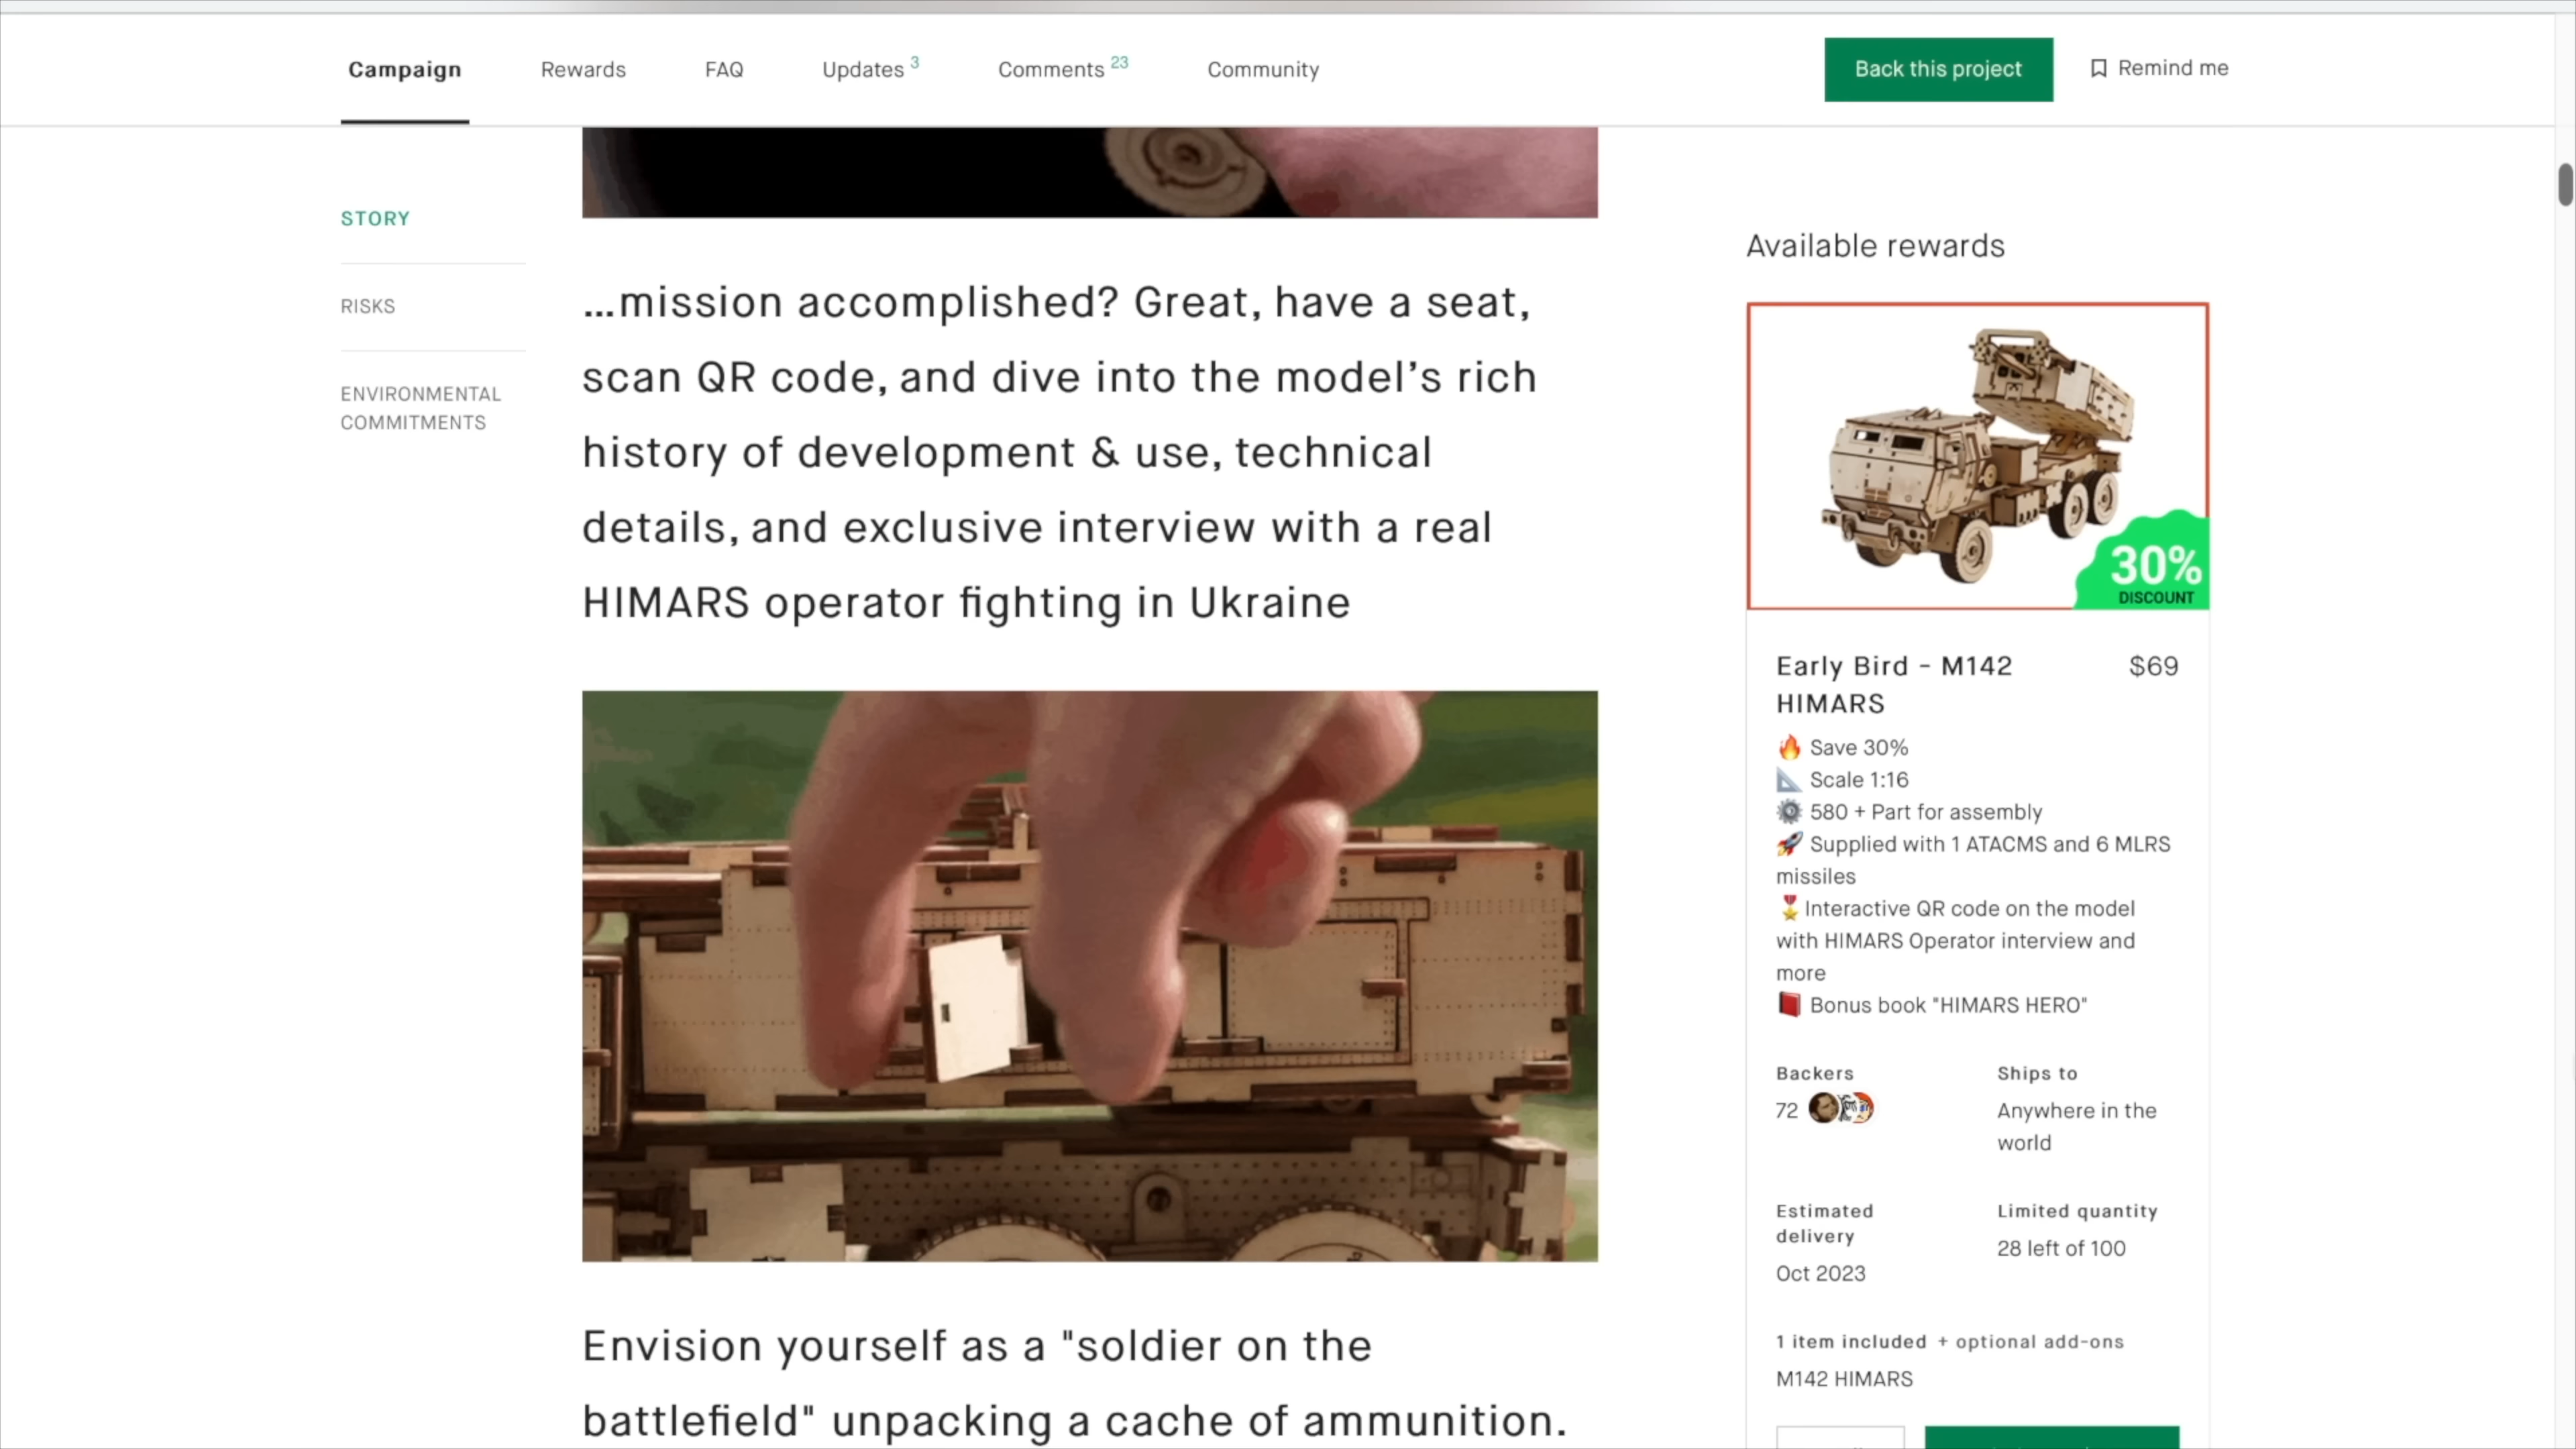 Campaign
Rewards
FAQ
Updates 3
Comments 23
Community
Back this project
Remind me
STORY
RISKS
ENVIRONMENTAL
COMMITMENTS
...mission accomplished? Great, have a seat,
scan QR code, and dive into the model’s rich
history of development & use, technical
details, and exclusive interview with a real
HIMARS operator fighting in Ukraine
Envision yourself as a "soldier on the
battlefield" unpacking a cache of ammunition.
Available rewards
30%
DISCOUNT
Early Bird - M142
HIMARS
$69
Save 30%
Scale 1:16
580 + Part for assembly
Supplied with 1 ATACMS and 6 MLRS
missiles
Interactive QR code on the model
with HIMARS Operator interview and
more
Bonus book "HIMARS HERO"
Backers
72
Ships to
Anywhere in the
world
Estimated
delivery
Oct 2023
Limited quantity
28 left of 100
1 item included + optional add-ons
M142 HIMARS